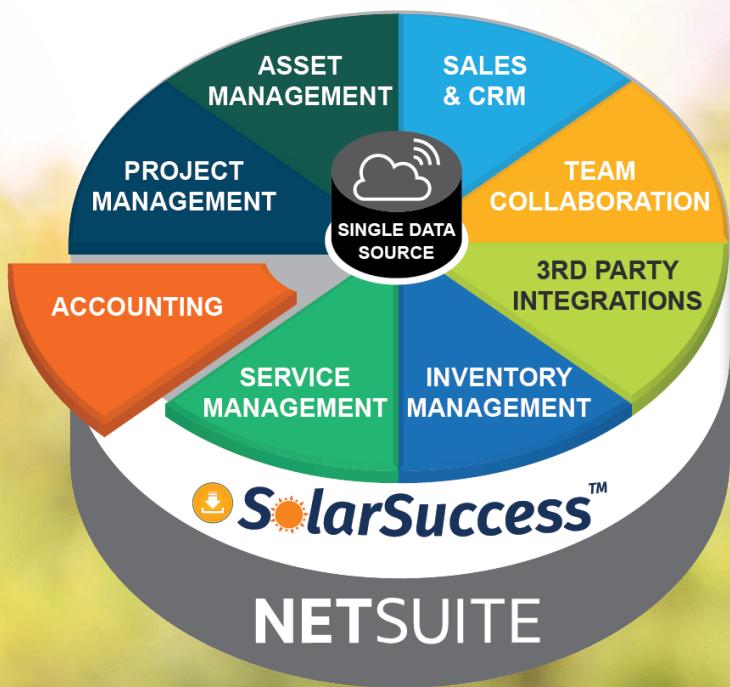 ASSET
MANAGEMENT
SALES
& CRM
PROJECT
MANAGEMENT
TEAM
COLLABORATION
SINGLE DATA
SOURCE
ACCOUNTING
3RD PARTY
INTEGRATIONS
SERVICE
MANAGEMENT
INVENTORY
MANAGEMENT
SolarSuccess™
NETSUITE